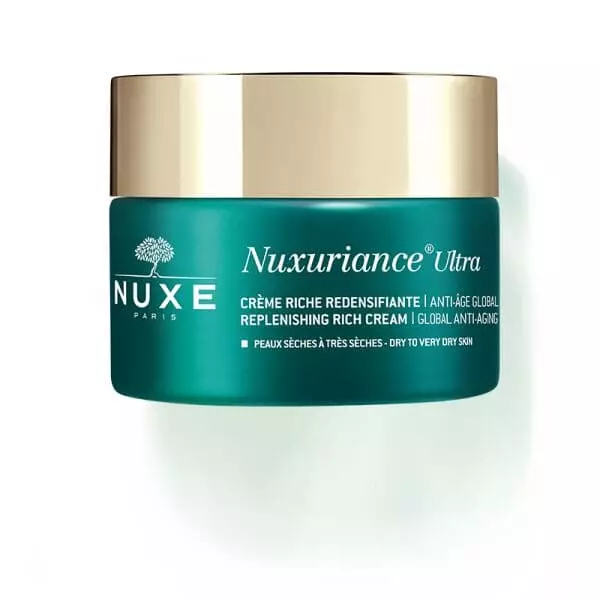 Nuxuriance® Ultra
NUXE
PARIS
CRÈME RICHE REDENSIFIANTE | ANTI-ÂGE GLOBAL
REPLENISHING RICH CREAM | GLOBAL ANTI-AGING
■ PEAUX SÈCHES À TRÈS SÈCHES - DRY TO VERY DRY SKIN